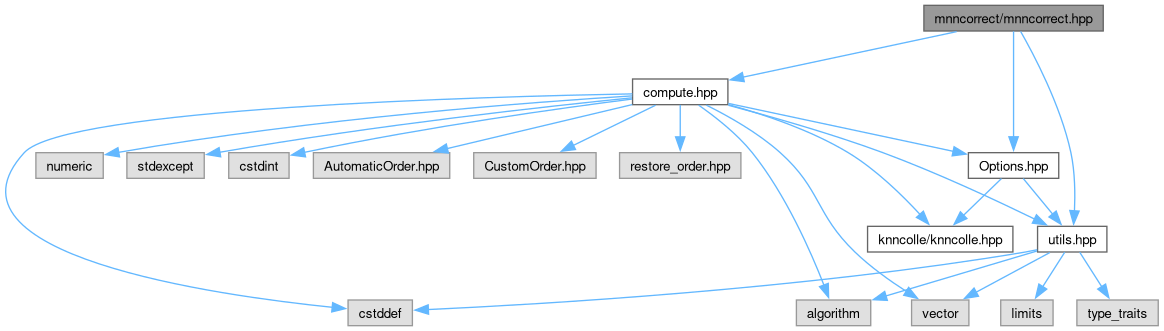 mnncorrect/mnncorrect.hpp
compute.hpp
numeric
stdexcept
cstdint
AutomaticOrder.hpp
CustomOrder.hpp
restore_order.hpp
Options.hpp
knncolle/knncolle.hpp
utils.hpp
cstddef
algorithm
vector
limits
type_traits